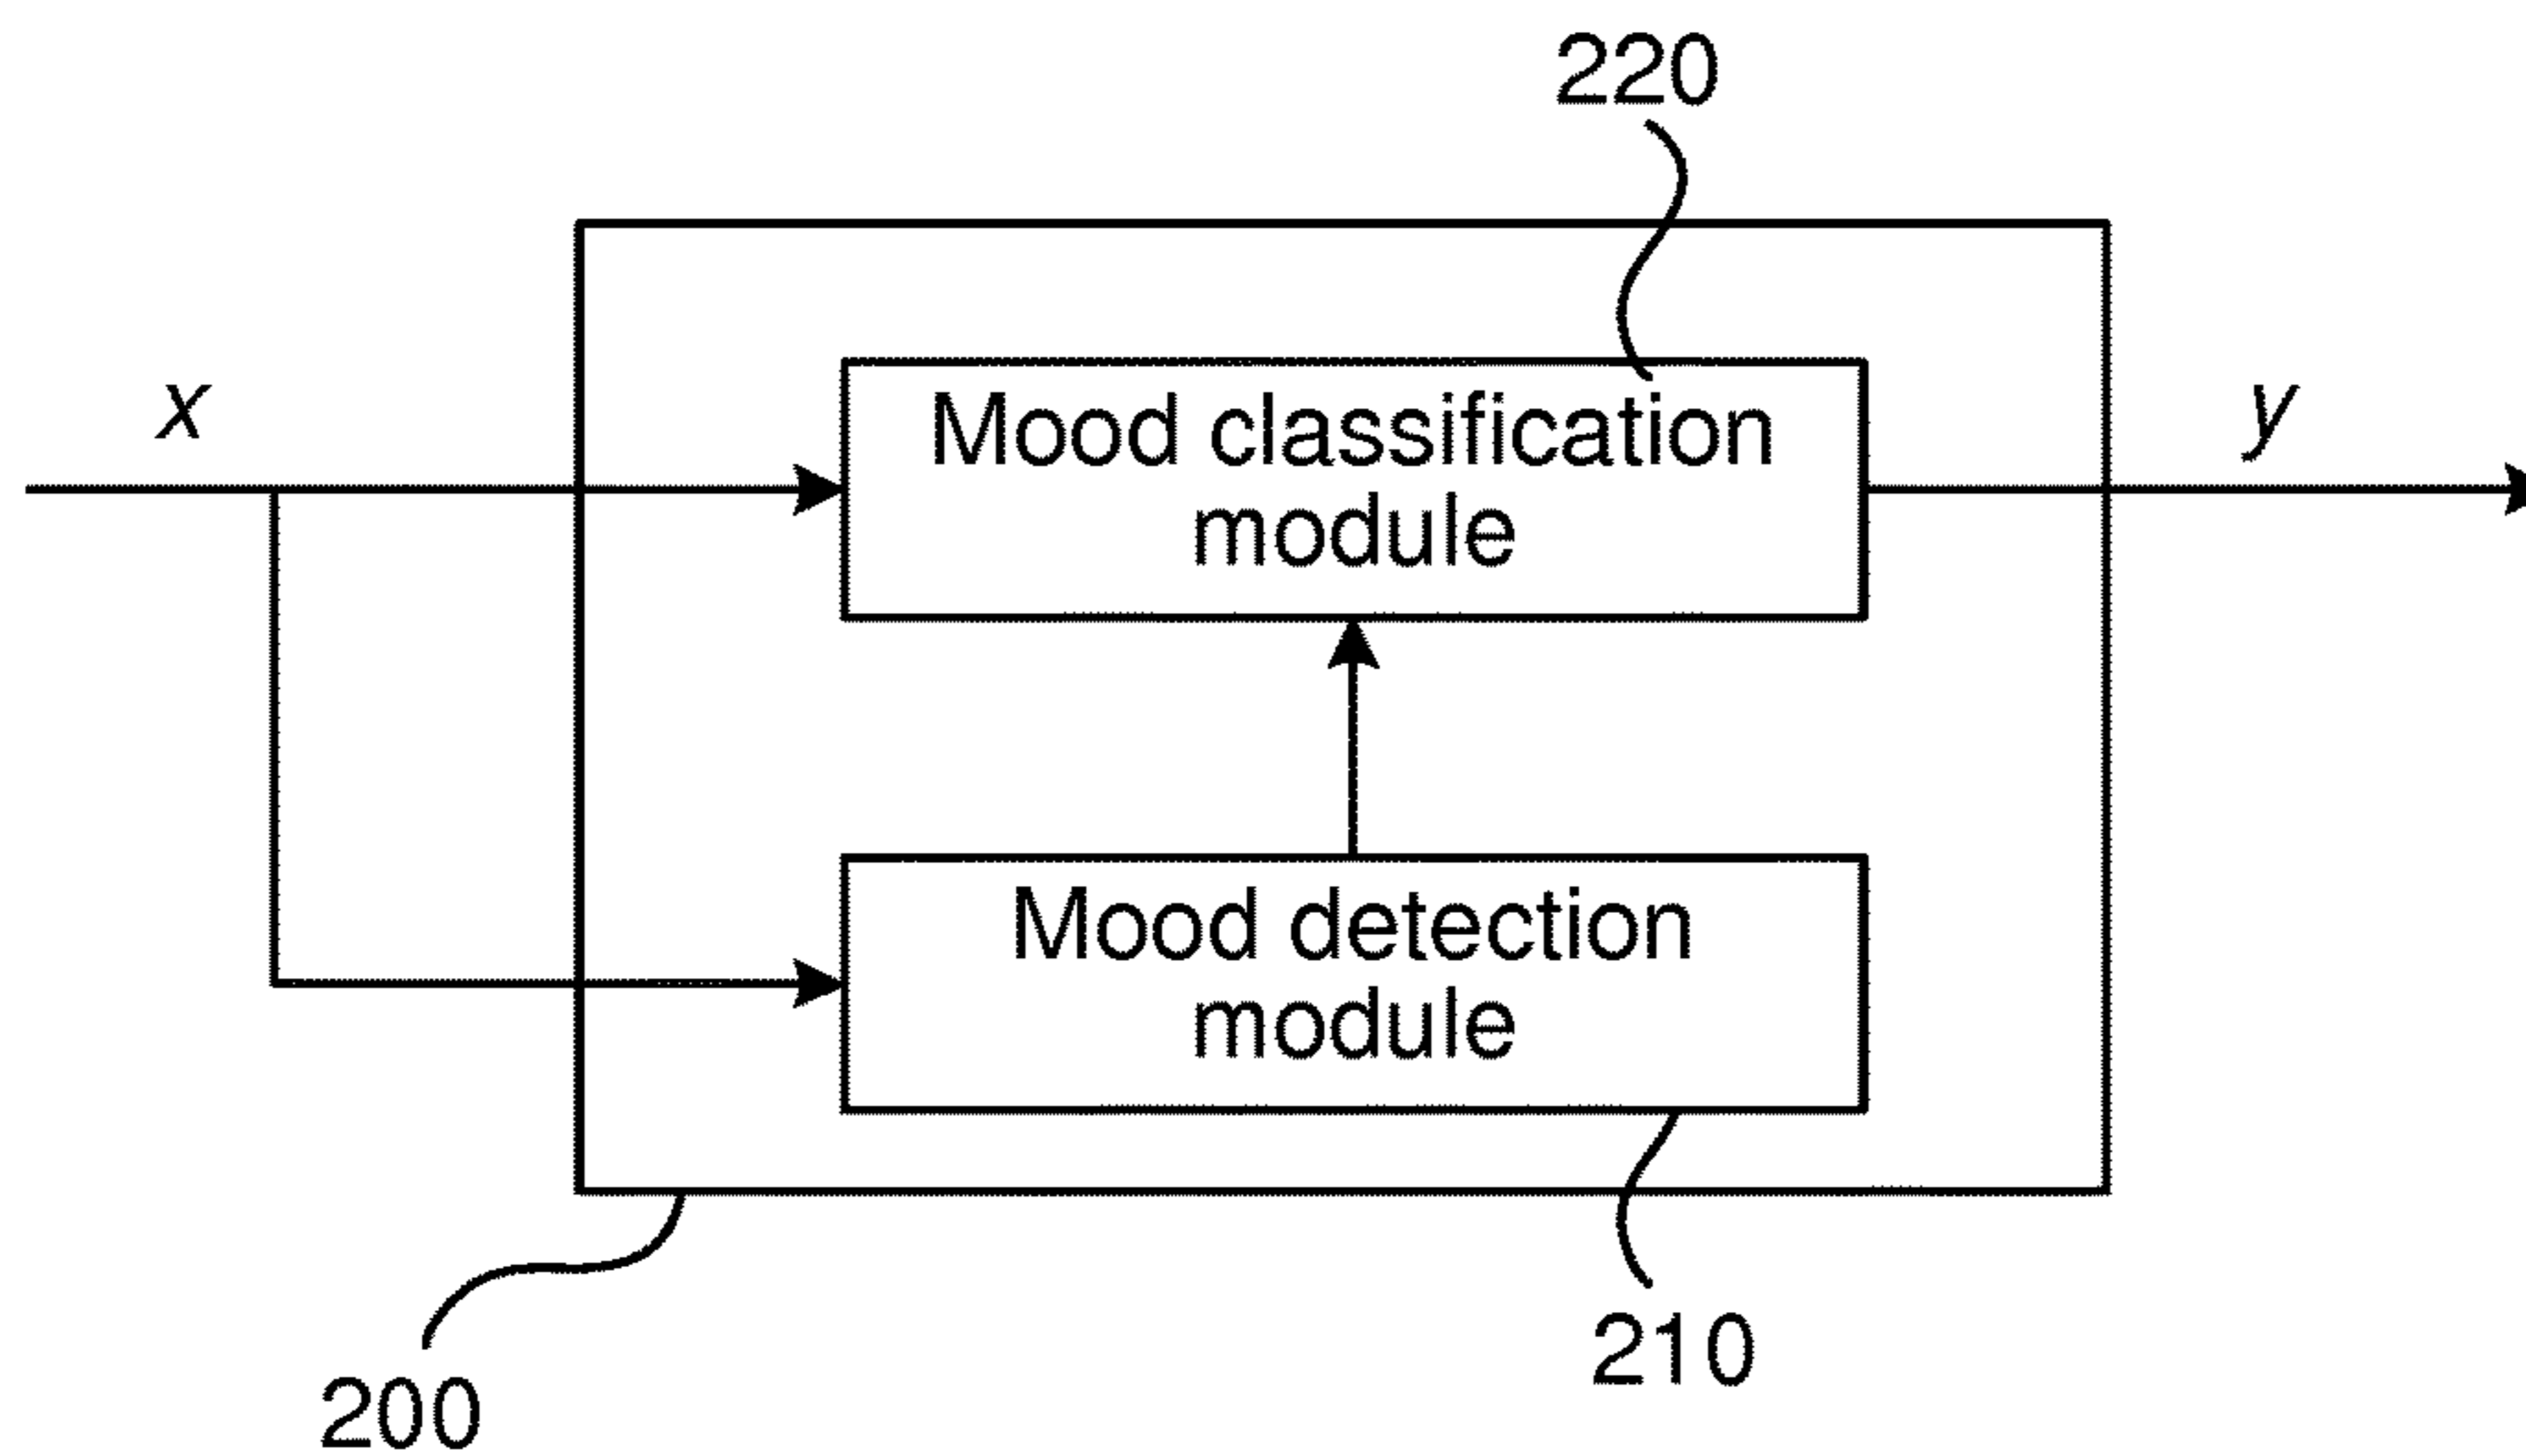 220
x
Mood classification
module
y
Mood detection
module
210
200